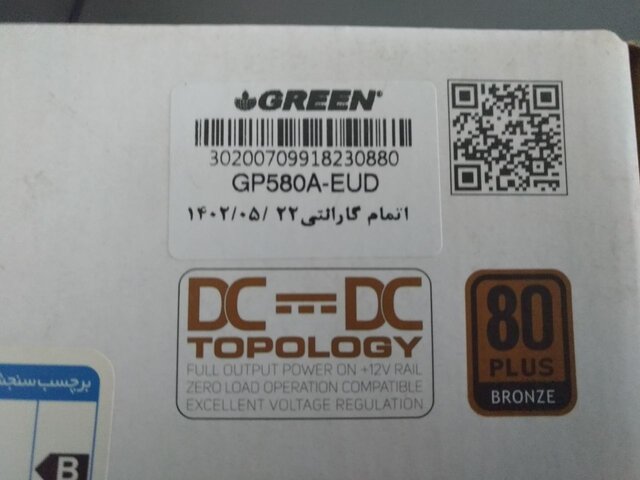 GREEN
30200709918230880
GP580A-EUD
اتمام گارانتی ۱۴۰۲/۰۵/ ۲۲
DC DC
TOPOLOGY
FULL OUTPUT POWER ON +12V RAIL
ZERO LOAD OPERATION COMPATIBLE
EXCELLENT VOLTAGE REGULATION
80
PLUS
BRONZE
برچسب سنجش
B